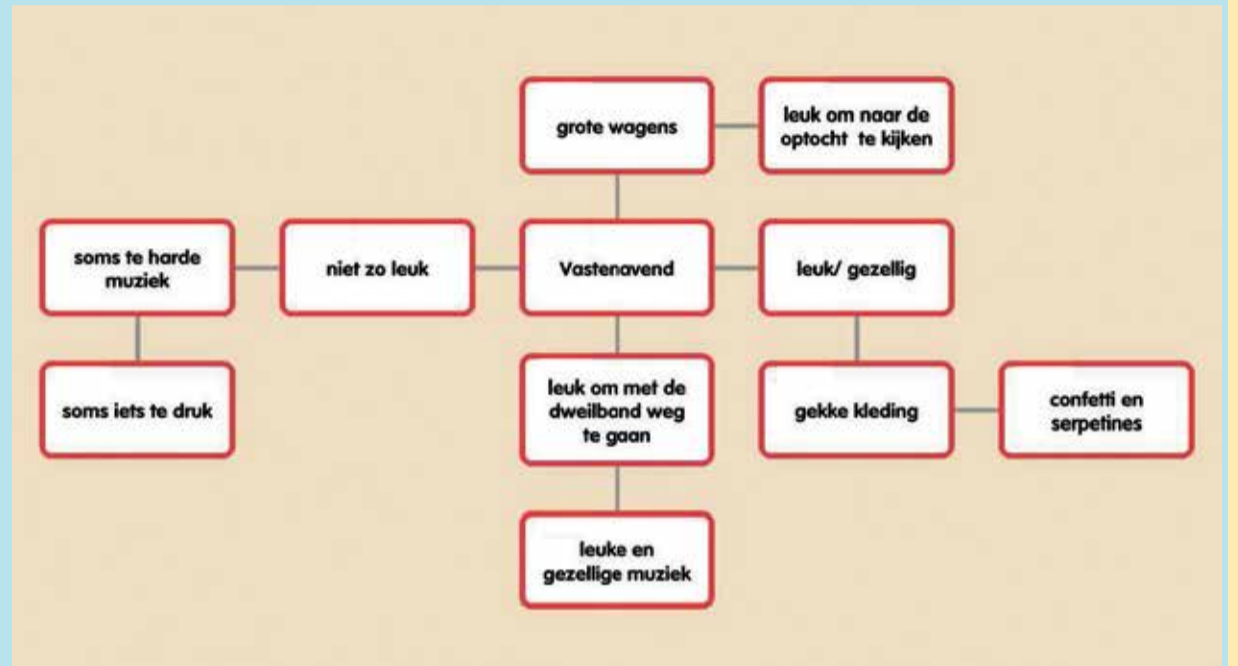 grote wagens
leuk om naar de
optocht te kijken
soms te harde
muziek
niet zo leuk
Vastenavend
leuk/ gezellig
soms iets te druk
leuk om met de
dweilband weg
te gaan
gekke kleding
confetti en
serpetines
leuke en
gezellige muziek